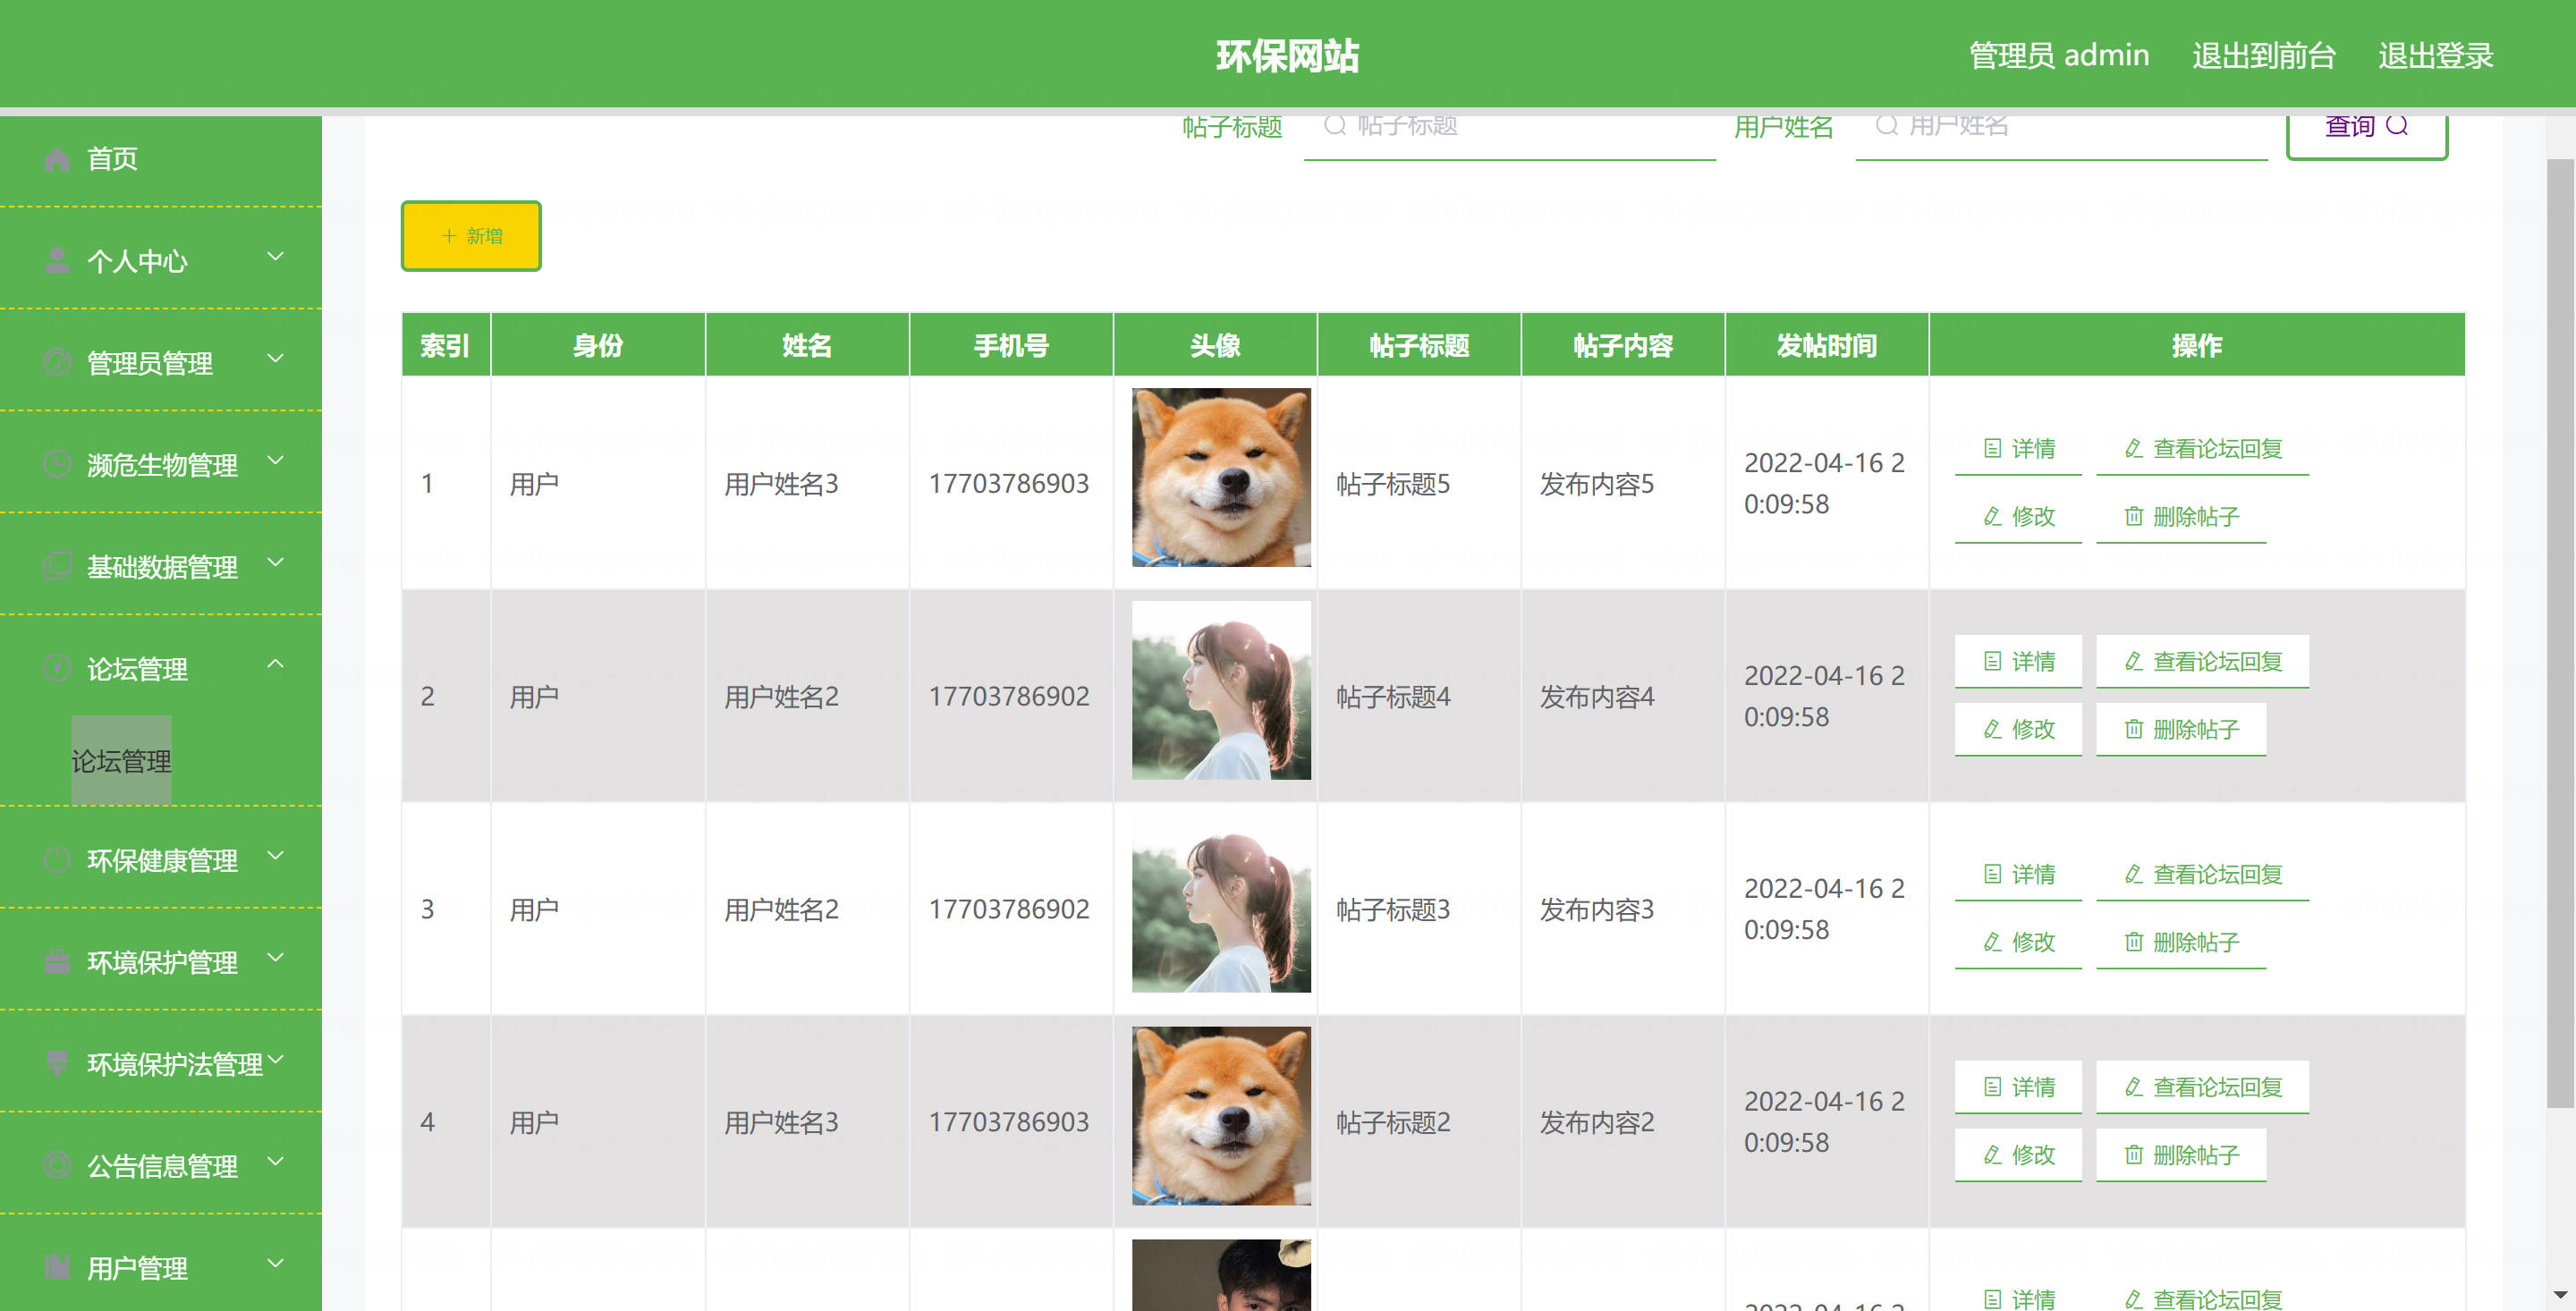 环保网站
管理员 admin
退出到前台
退出登录
首页
个人中心
管理员管理
濒危生物管理
基础数据管理
论坛管理
论坛管理
环保健康管理
环境保护管理
环境保护法管理
公告信息管理
用户管理
帖子标题
帖子标题
用户姓名
用户姓名
查询
新增
索引 身份 姓名 手机号 头像 帖子标题 帖子内容 发帖时间 操作
1 用户 用户姓名3 17703786903 帖子标题5 发布内容5 2022-04-16 2
0:09:58
详情 查看论坛回复
修改 删除帖子
2 用户 用户姓名2 17703786902 帖子标题4 发布内容4 2022-04-16 2
0:09:58
详情 查看论坛回复
修改 删除帖子
3 用户 用户姓名2 17703786902 帖子标题3 发布内容3 2022-04-16 2
0:09:58
详情 查看论坛回复
修改 删除帖子
4 用户 用户姓名3 17703786903 帖子标题2 发布内容2 2022-04-16 2
0:09:58
详情 查看论坛回复
修改 删除帖子
详情 查看论坛回复